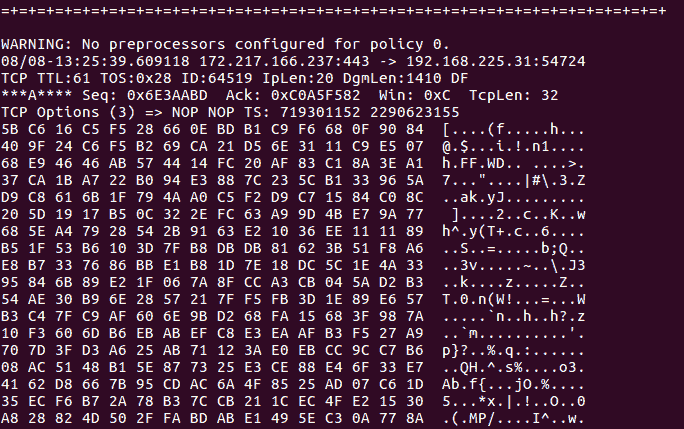 =+=+=+=+=+=+=+=+=+=+=+=+=+=+=+=+=+=+=+=+=+=+=+=+=+=+=+=+=+=+=+=+=+=+=+=+=+
WARNING: No preprocessors configured for policy 0.
08/08-13:25:39.609118 172.217.166.237:443 -> 192.168.225.31:54724
TCP TTL:61 TOS:0x28 ID:64519 IpLen:20 DgmLen:1410 DF
***A**** Seq: 0x6E3AABD  Ack: 0xC0A5F582  Win: 0xC  TcpLen: 32
TCP Options (3) => NOP NOP TS: 719301152 2290623155
5B C6 16 C5 F5 28 66 0E BD B1 C9 F6 68 0F 90 84  [....(f.....h...
40 9F 24 C6 F5 B2 69 CA 21 D5 6E 31 11 C9 E5 07  @.$...i.!.n1....
68 E9 46 46 AB 57 44 14 FC 20 AF 83 C1 8A 3E A1  h.FF.WD.. ....>.
37 CA 1B A7 22 B0 94 E3 88 7C 23 5C B1 33 96 5A  7..."....|#\.3.Z
D9 C8 61 6B 1F 79 4A A0 C5 F2 D9 C7 15 84 C0 8C  ..ak.yJ.........
20 5D 19 17 B5 0C 32 2E FC 63 A9 9D 4B E7 9A 77   ]....2..c..K..w
68 5E A4 79 28 54 2B 91 63 E2 10 36 EE 11 11 89  h^.y(T+.c..6....
B5 1F 53 B6 10 3D 7F B8 DB DB 81 62 3B 51 F8 A6  ..S..=.....b;Q..
E8 B7 33 76 86 BB E1 B8 1D 7E 18 DC 5C 1E 4A 33  ..3v.....~..\.J3
95 84 6B 89 E2 1F 06 7A 8F CC A3 CB 04 5A D2 B3  ..k....z.....Z..
54 AE 30 B9 6E 28 57 21 7F F5 FB 3D 1E 89 E6 57  T.0.n(W!...=...W
B3 C4 7F C9 AF 60 6E 9B D2 68 FA 15 68 3F 98 7A  .....`n..h..h?.z
10 F3 60 6D B6 EB AB EF C8 E3 EA AF B3 F5 27 A9  ..`m..........'.
70 7D 3F D3 A6 25 AB 71 12 3A E0 EB CC 9C C7 B6  p}?..%.q.:......
08 AC 51 48 B1 5E 87 73 25 E3 CE 88 E4 6F 33 E7  ..QH.^.s%....o3.
41 62 D8 66 7B 95 CD AC 6A 4F 85 25 AD 07 C6 1D  Ab.f{...jO.%....
35 EC F6 B7 2A 78 B3 7C CB 21 1C EC 4F E2 15 30  5...*x.|.!..O..0
A8 28 82 4D 50 2F FA BD AB E1 49 5E C3 0A 77 8A  .(.MP/....I^..w.